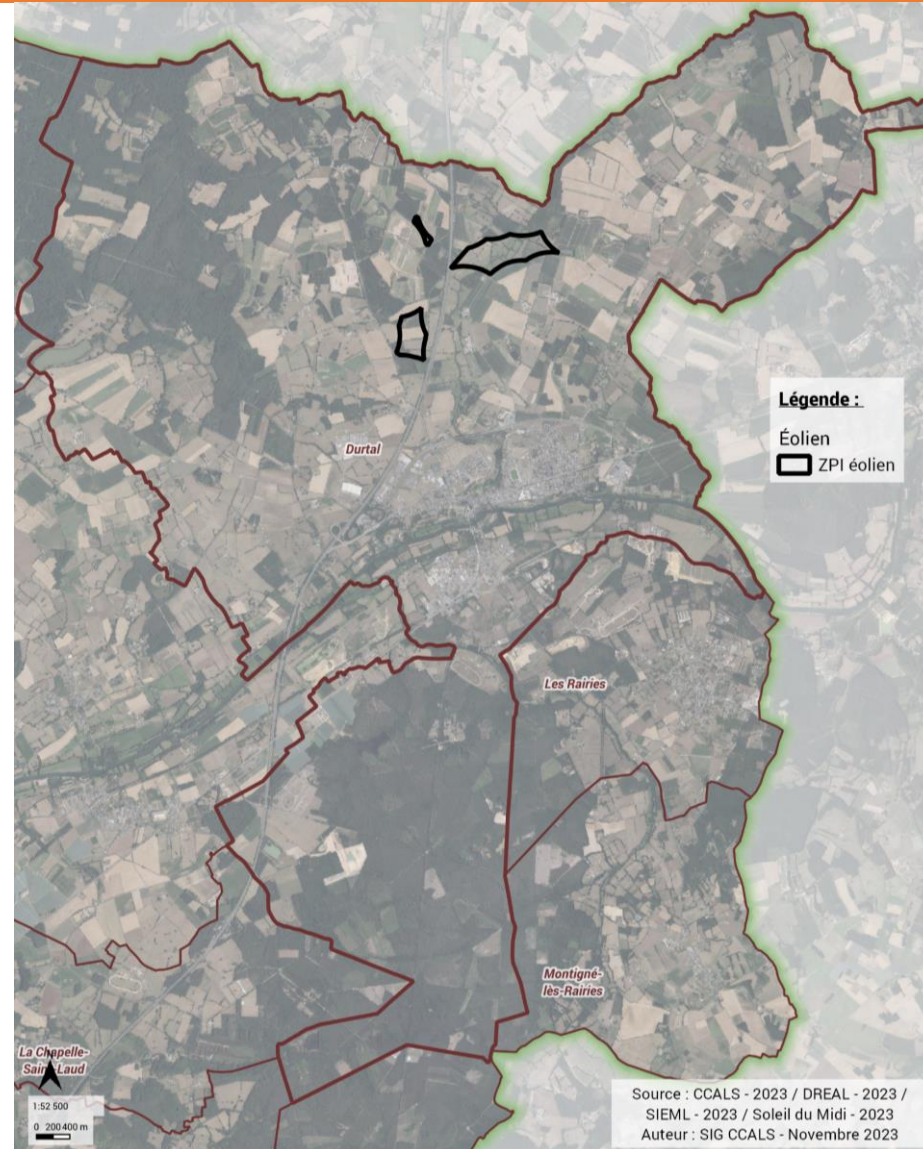 Durtal
Légende :
Éolien
ZPI éolien
Les Rairies
Montigné-
lès-Rairies
La Chapelle-
Saint-Laud
1:52 500
0 200 400 m
Source : CCALS - 2023 / DREAL - 2023 /
SIEML - 2023 / Soleil du Midi - 2023
Auteur : SIG CCALS - Novembre 2023